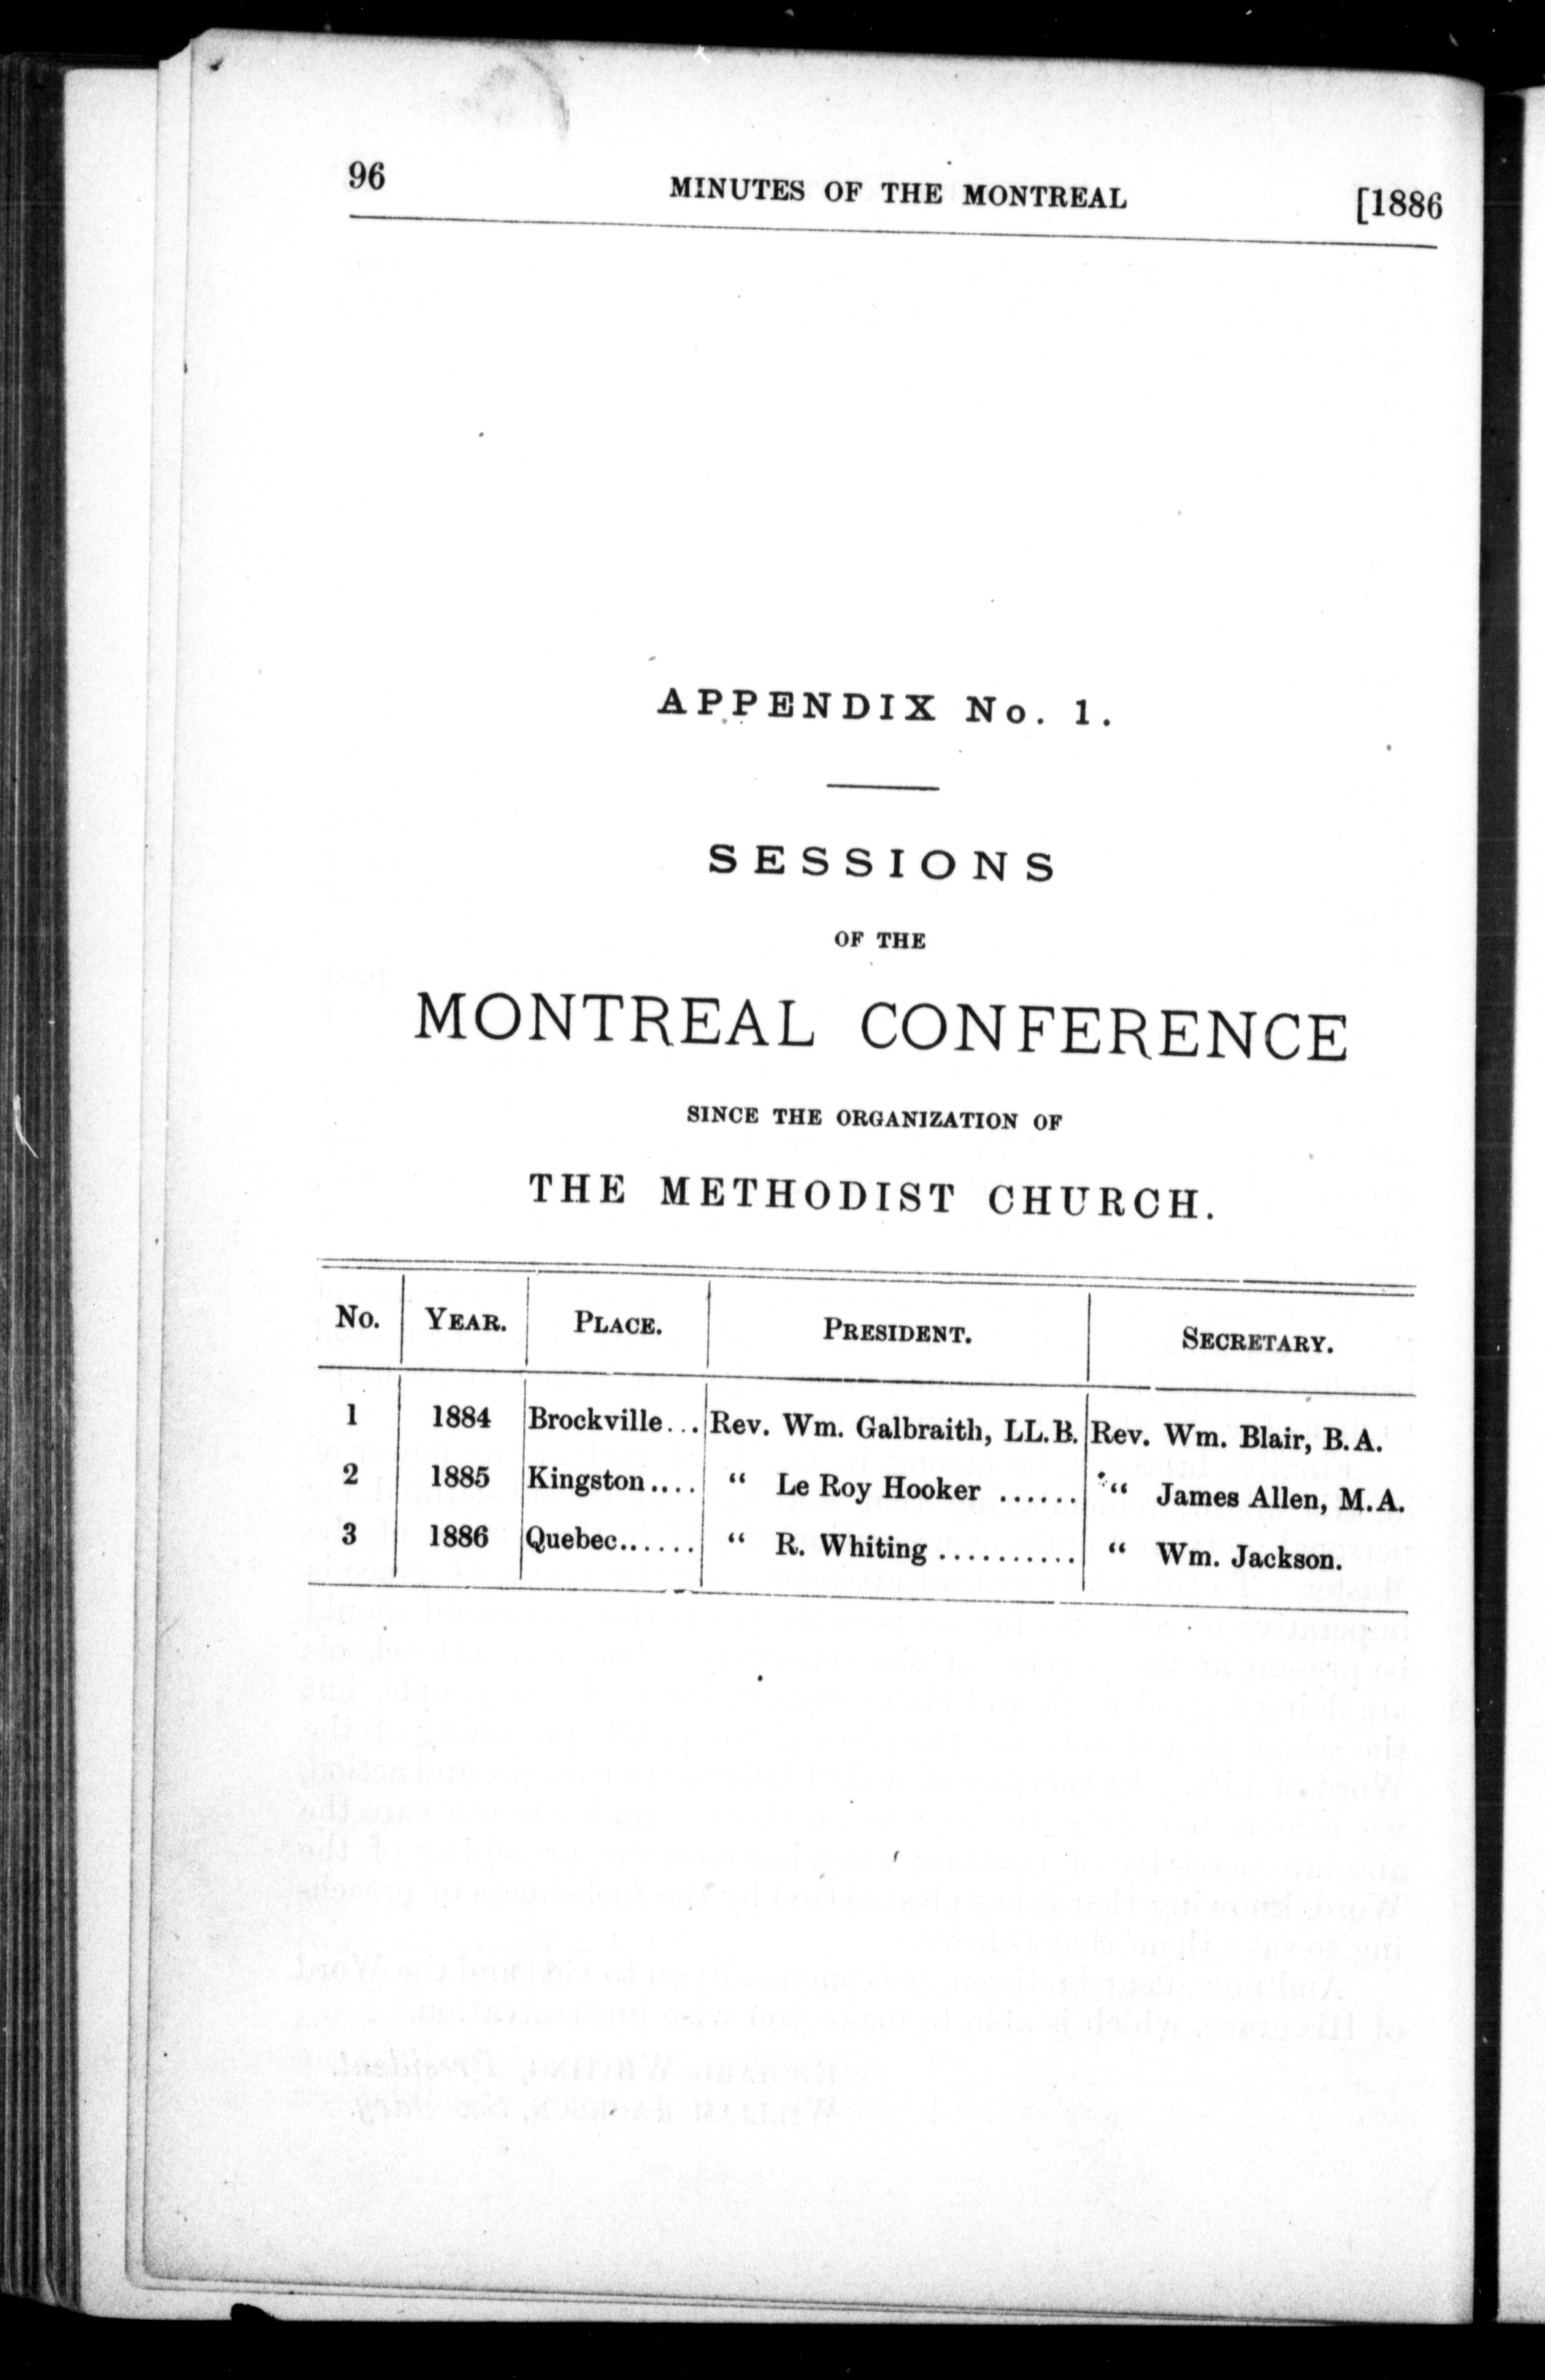 96 MINUTES OF THE MONTREAL [1886
APPENDIX No. 1.
SESSIONS
OF THE
MONTREAL CONFERENCE
SINCE THE ORGANIZATION OF
THE METHODIST CHURCH.
No. YEAR. PLACE. PRESIDENT. SECRETARY.
1 1884 Brockville... Rev. Wm. Galbraith, LL.B. Rev. Wm. Blair, B.A.
2 1885 Kingston.... “ Le Roy Hooker ...... “ James Allen, M.A.
3 1886 Quebec...... “ R. Whiting .......... “ Wm. Jackson.